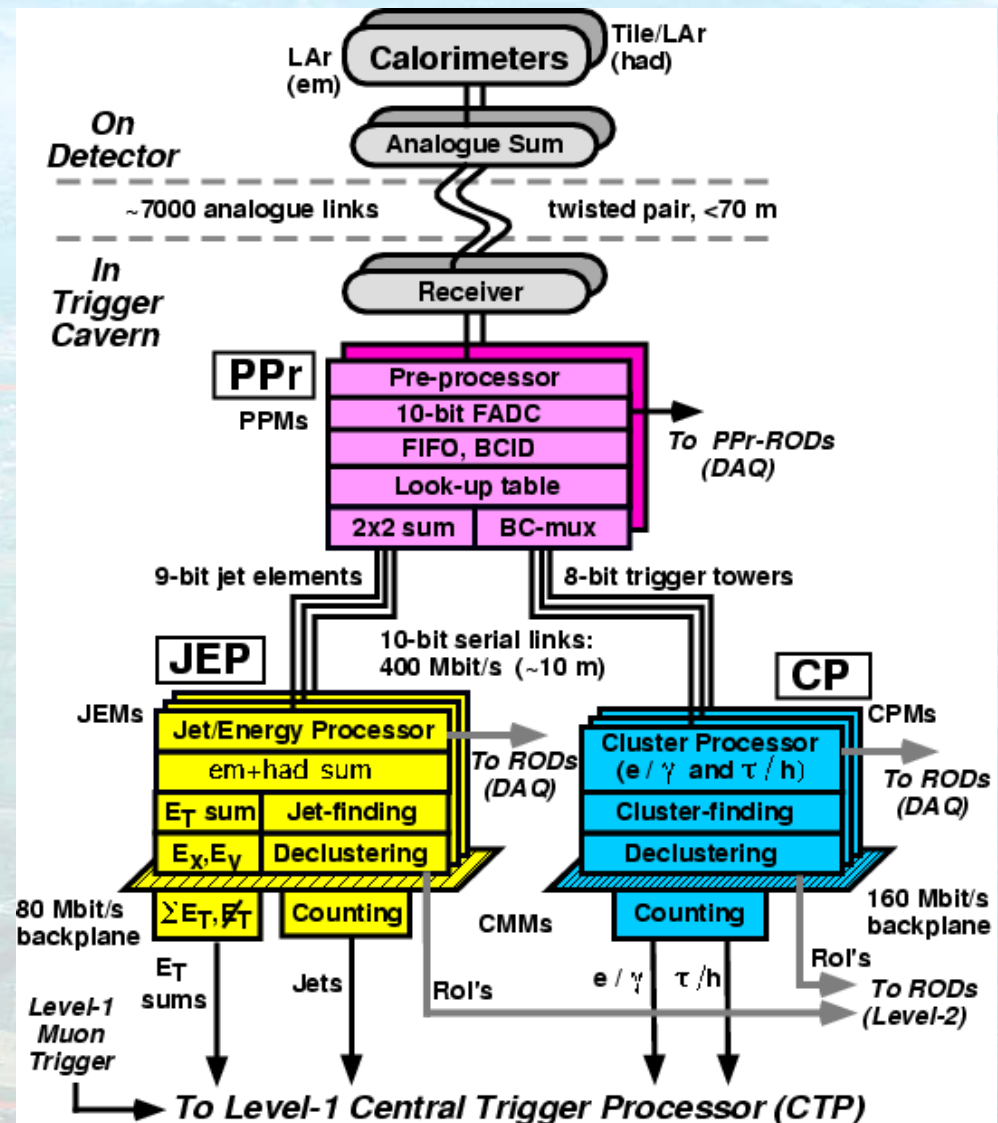 LAr
(em)
Calorimeters
Tile/LAr
(had)
On
Detector
Analogue Sum
~7000 analogue links
twisted pair, <70 m
In
Trigger
Cavern
Receiver
PPr
PPMs
Pre-processor
10-bit FADC
FIFO, BCID
Look-up table
2x2 sum
BC-mux
To PPr-RODs
(DAQ)
9-bit jet elements
8-bit trigger towers
10-bit serial links:
400 Mbit/s (~10 m)
JEP
CP
JEMs
Jet/Energy Processor
em+had sum
ET sum
Jet-finding
Ex,Ey
Declustering
To RODs
(DAQ)
CPMs
Cluster Processor
(e / γ and τ / h)
Cluster-finding
Declustering
To RODs
(DAQ)
80 Mbit/s
backplane
ΣET, E̸T
Counting
CMMs
Counting
160 Mbit/s
backplane
ET
sums
Jets
RoI's
e / γ
τ /h
RoI's
To RODs
(Level-2)
Level-1
Muon
Trigger
To Level-1 Central Trigger Processor (CTP)